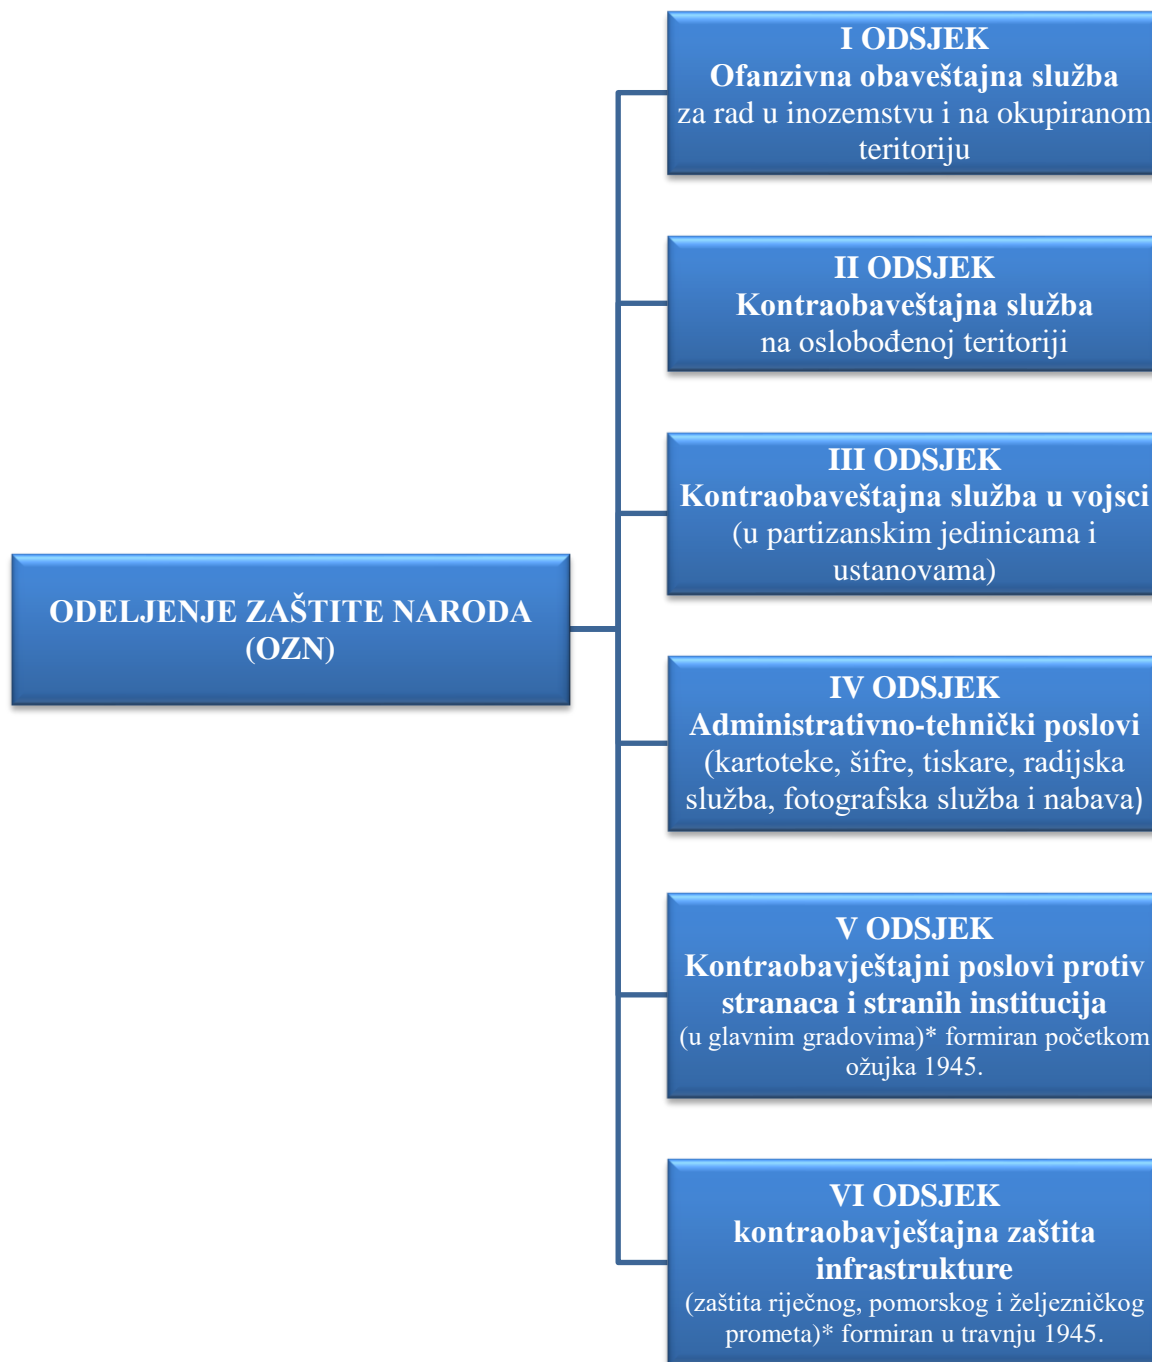 I ODSJEK
Ofanzivna obaveštajna služba
za rad u inozemstvu i na okupiranom
teritoriju
II ODSJEK
Kontraobaveštajna služba
na oslobođenoj teritoriji
III ODSJEK
Kontraobaveštajna služba u vojsci
(u partizanskim jedinicama i
ustanovama)
ODELJENJE ZAŠTITE NARODA
(OZN)
IV ODSJEK
Administrativno-tehnički poslovi
(kartoteke, šifre, tiskare, radijska
služba, fotografska služba i nabava)
V ODSJEK
Kontraobavještajni poslovi protiv
stranaca i stranih institucija
(u glavnim gradovima)* formiran početkom
ožujka 1945.
VI ODSJEK
kontraobavještajna zaštita
infrastrukture
(zaštita riječnog, pomorskog i željezničkog
prometa)* formiran u travnju 1945.